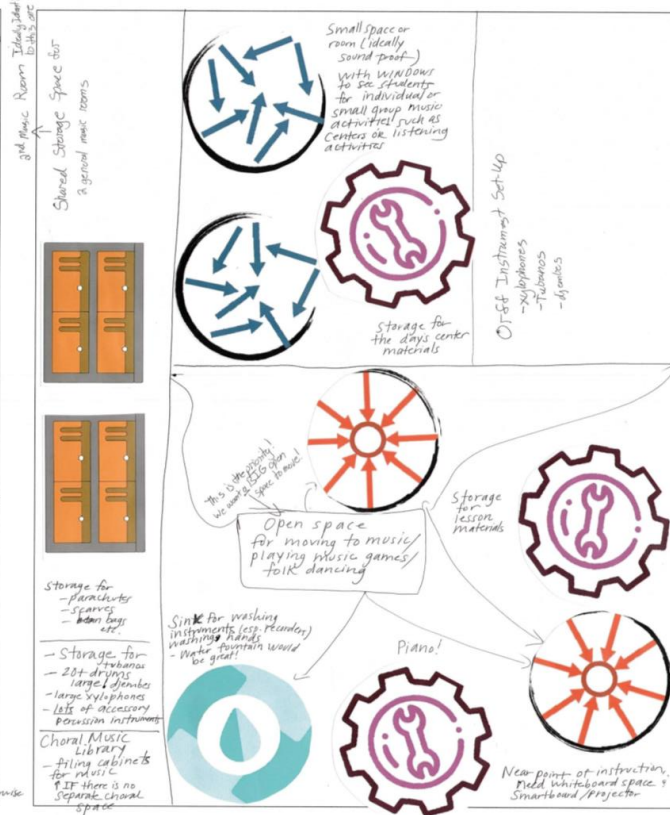 2nd Music Room Ideally
to this one
Shared Storage Space for
2 general music rooms
Small space or
room (ideally
sound proof)
with WINDOWS
to see students
for individual or
small group music
activities such as
centers or listening
activities
Storage for
the days center
materials
Orff Instrument Set-Up
-xylophones
-Tubanos
-djembes
This is the priority!
We want a BIG open
space to move!
Open space
for moving to music/
playing music games/
folk dancing
Storage
for
lesson
materials
Storage for
- parachutes
- scarves
- bean bags
etc.
- Storage for
tubanos
- 20+ drums
large djembes
- large xylophones
- lots of accessory
percussion instruments
Choral Music
Library
- filing cabinets
for music
↑ IF there is no
separate choral
space
Sink for washing
instruments (esp. recorders)
washing hands
- Water fountain would
be great!
Piano!
Near point of instruction,
Need whiteboard space &
Smartboard/projector